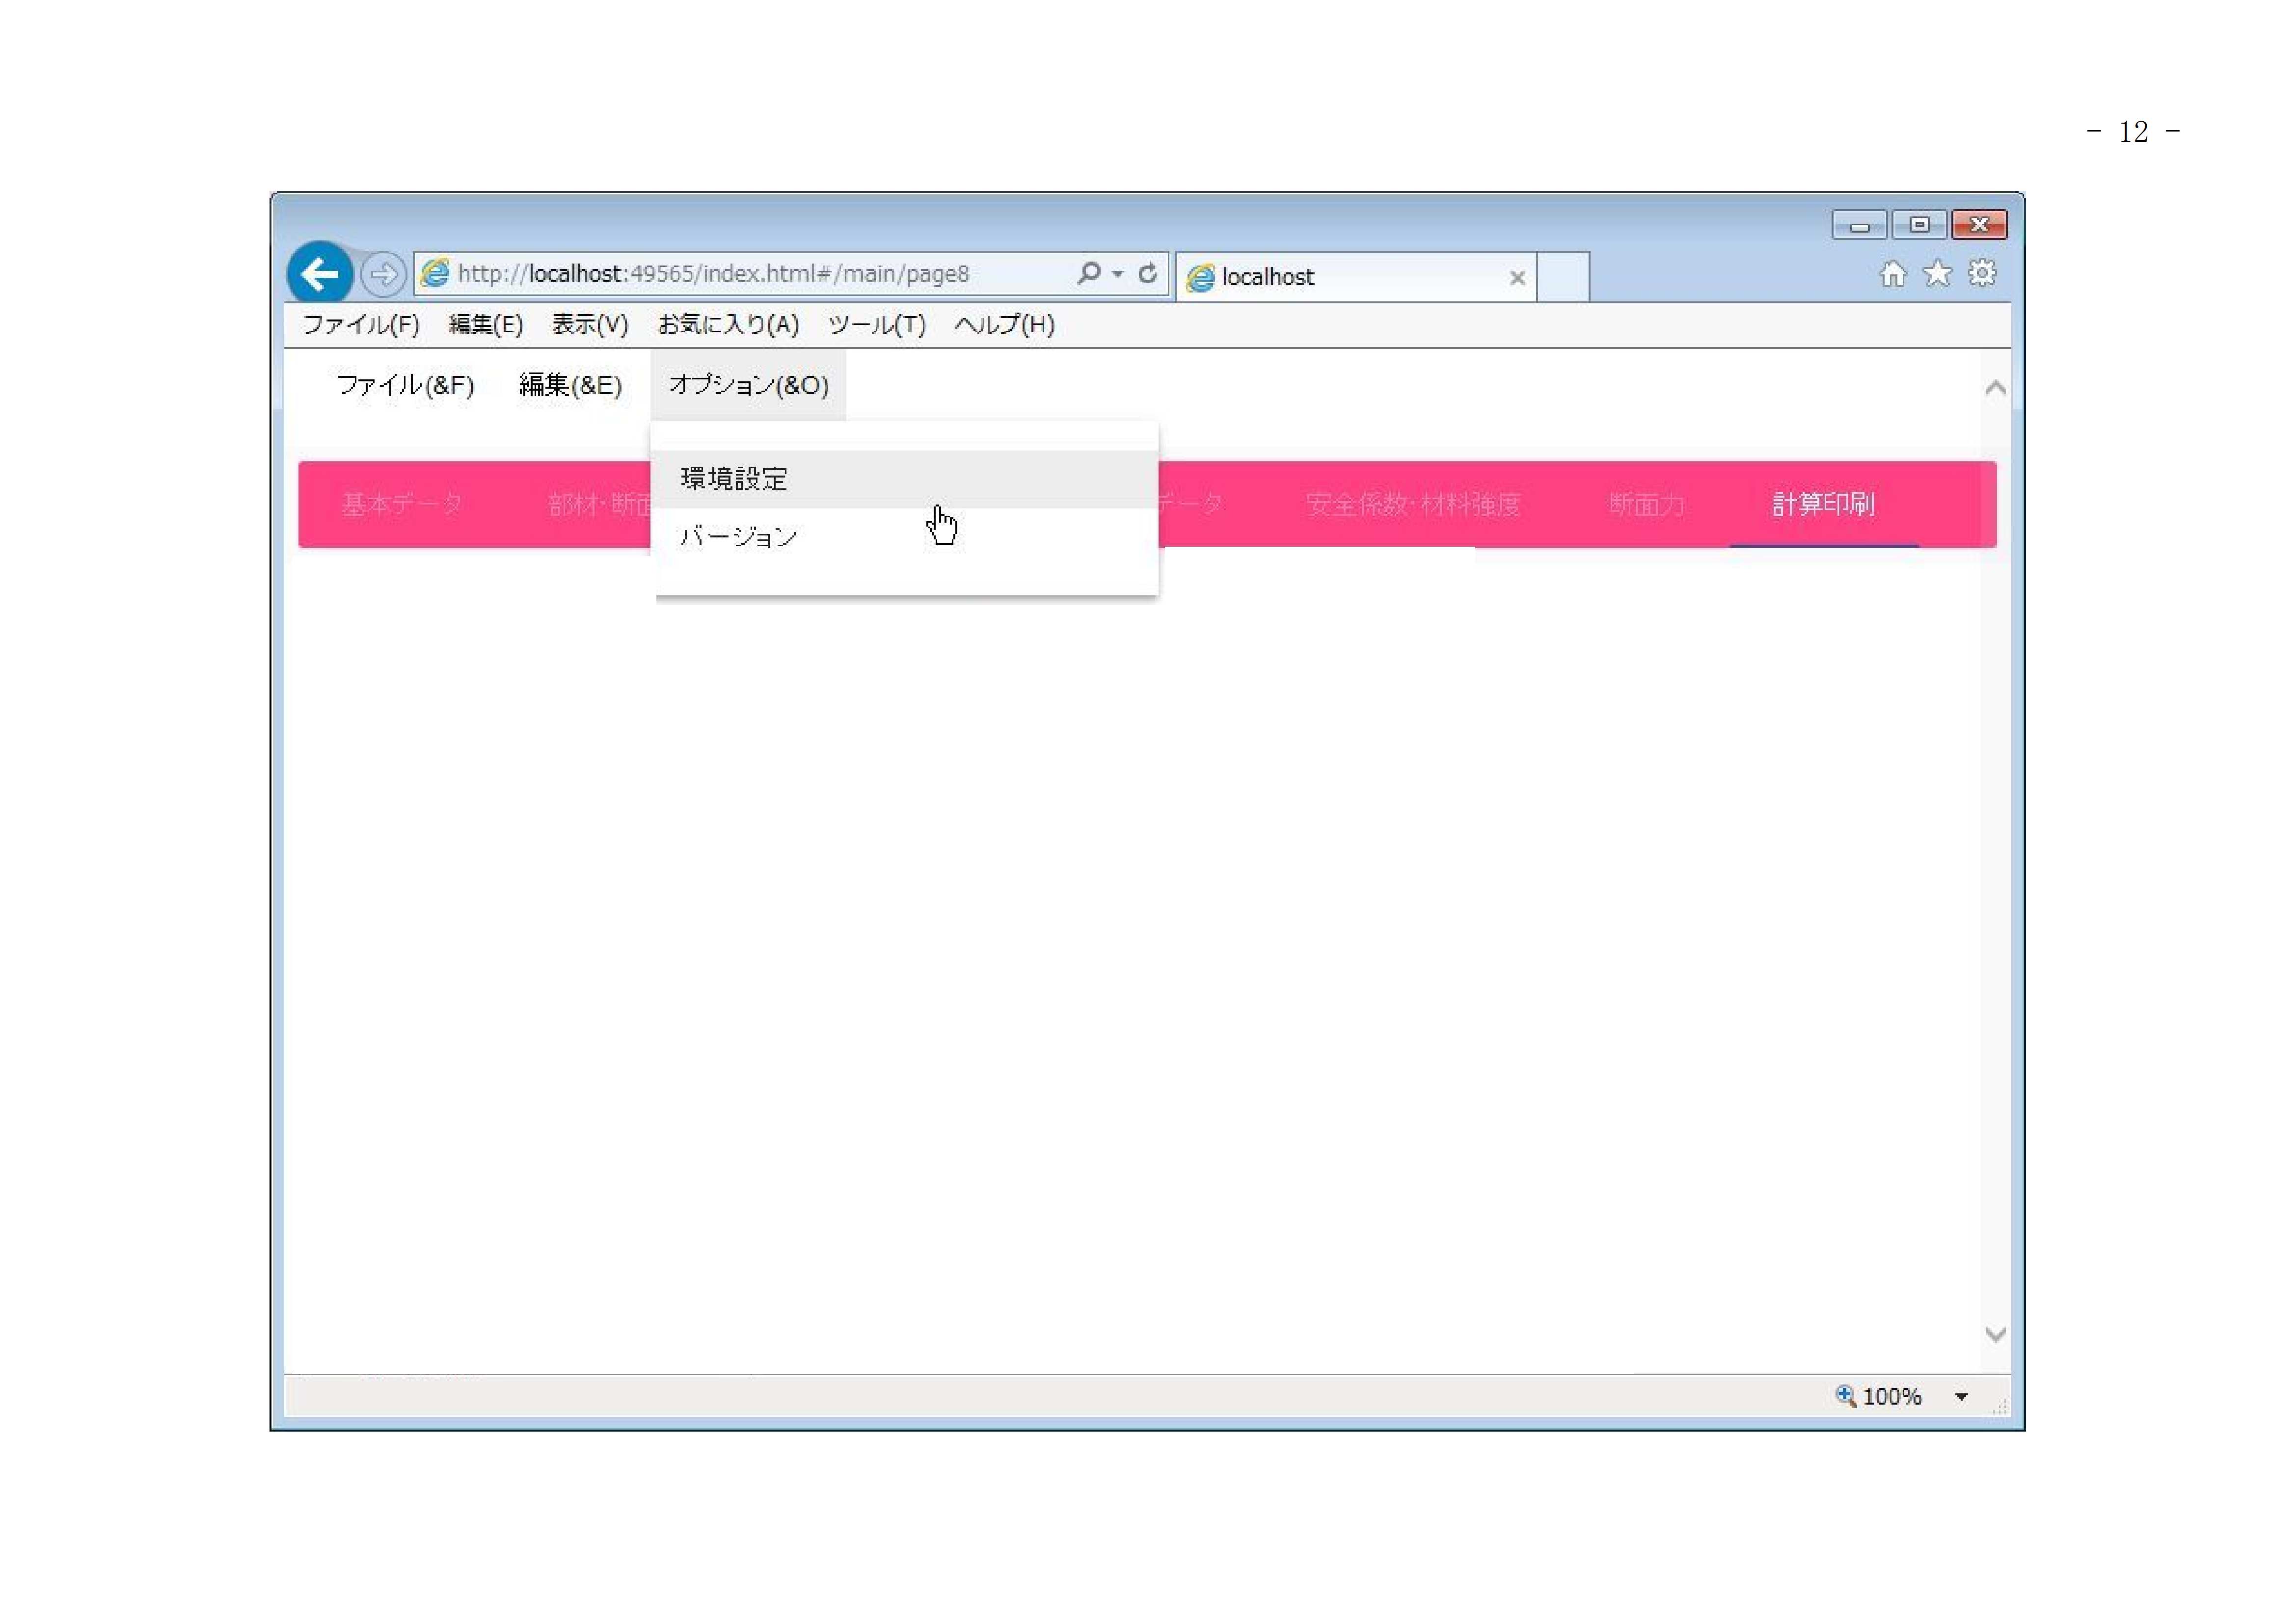 - 12 -
http://localhost:49565/index.html#/main/page8 localhost
ファイル(F) 編集(E) 表示(V) お気に入り(A) ツール(T) ヘルプ(H)
ファイル(&F) 編集(&E) オプション(&O)
環境設定
基本データ 部材・断面 データ 安全係数・材料強度 断面力 計算印刷
バージョン
100%